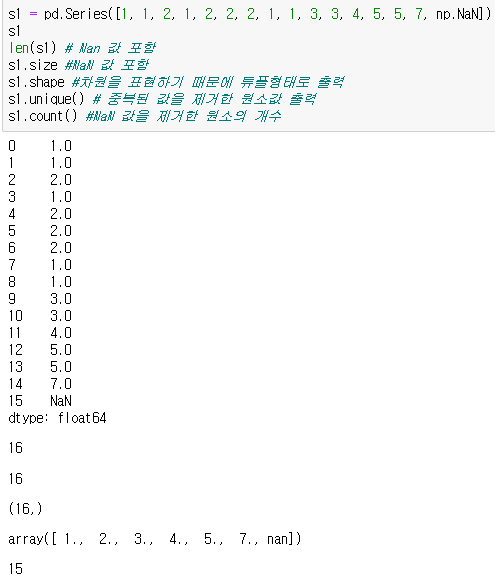 s1 = pd.Series([1, 1, 2, 1, 2, 2, 2, 1, 1, 3, 3, 4, 5, 5, 7, np.NaN])
s1
len(s1) # Nan 값 포함
s1.size #NaN 값 포함
s1.shape #차원을 표현하기 때문에 튜플형태로 출력
s1.unique() # 중복된 값을 제거한 원소값 출력
s1.count() #NaN 값을 제거한 원소의 개수
0 1.0
1 1.0
2 2.0
3 1.0
4 2.0
5 2.0
6 2.0
7 1.0
8 1.0
9 3.0
10 3.0
11 4.0
12 5.0
13 5.0
14 7.0
15 NaN
dtype: float64
16
16
(16,)
array([ 1., 2., 3., 4., 5., 7., nan])
15